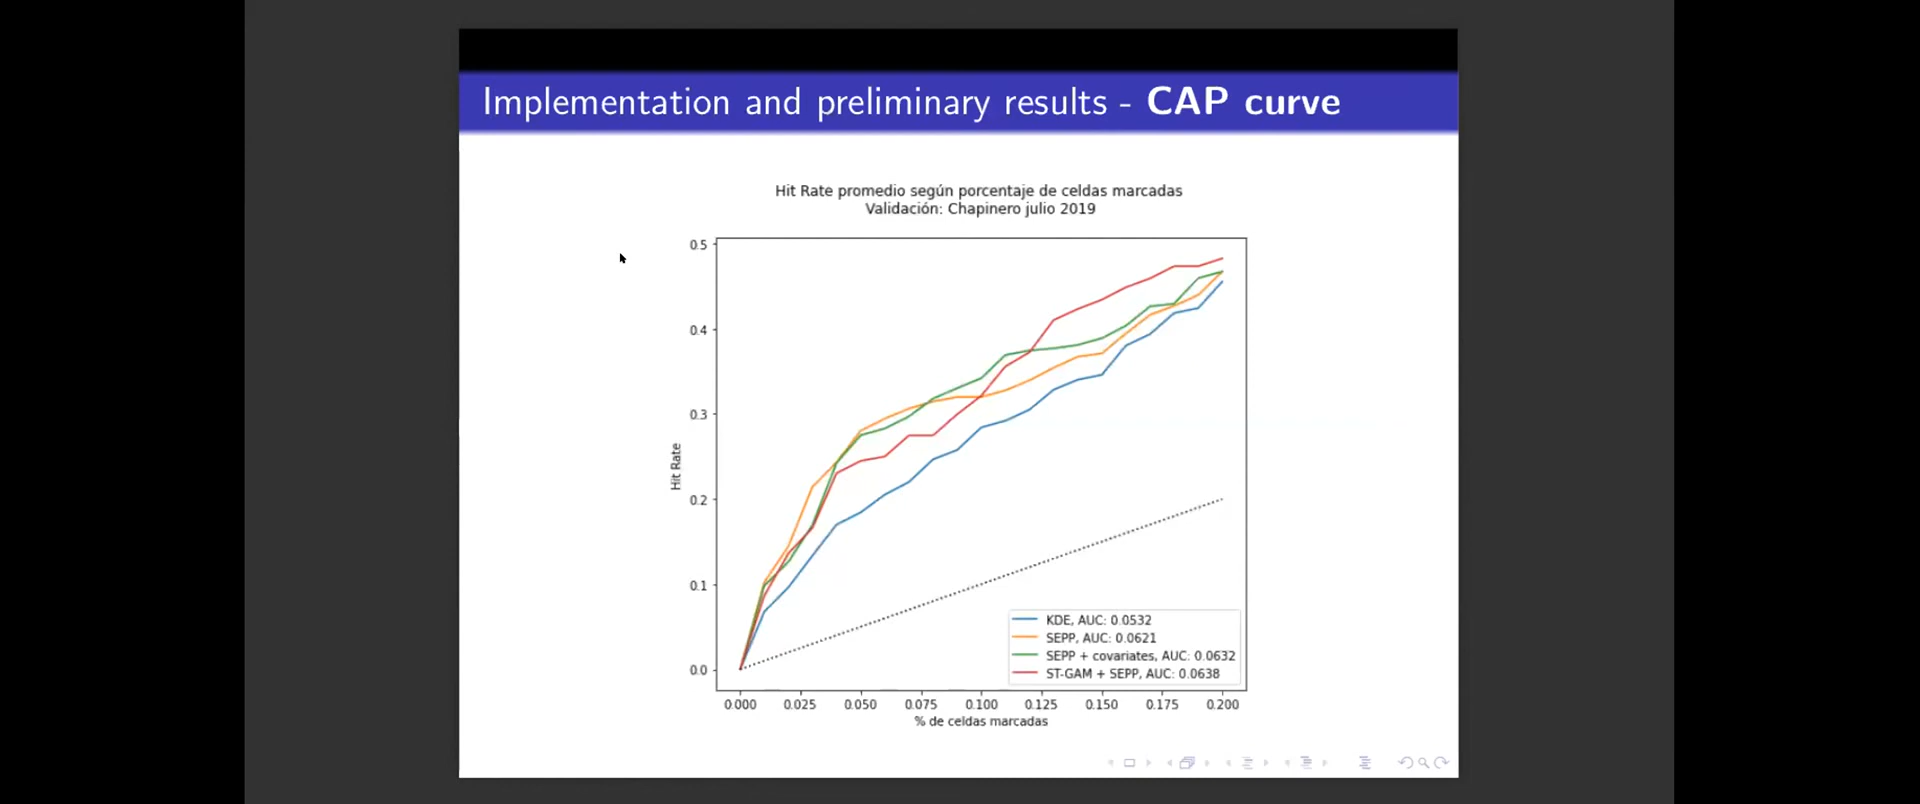 Implementation and preliminary results - CAP curve
Hit Rate promedio según porcentaje de celdas marcadas
Validación: Chapinero julio 2019
0.5
0.4
0.3
0.2
0.1
0.0
Hit Rate
KDE, AUC: 0.0532
SEPP, AUC: 0.0621
SEPP + covariates, AUC: 0.0632
ST-GAM + SEPP, AUC: 0.0638
0.000 0.025 0.050 0.075 0.100 0.125 0.150 0.175 0.200
% de celdas marcadas